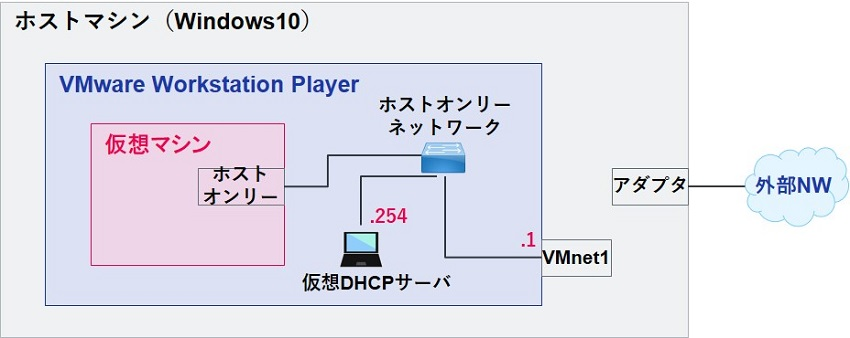 ホストマシン（Windows10）
VMware Workstation Player
ホストオンリー
ネットワーク
仮想マシン
ホスト
オンリー
アダプタ
外部NW
.254
.1
VMnet1
仮想DHCPサーバ